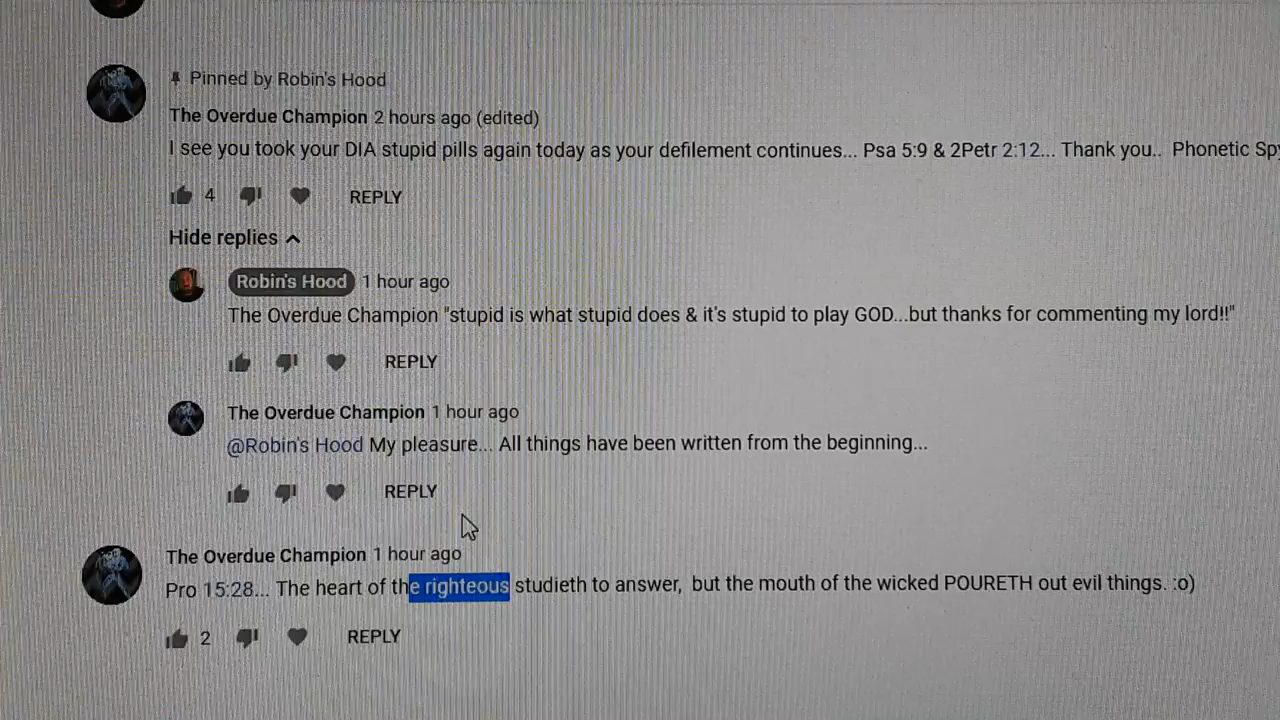 Pinned by Robin's Hood
The Overdue Champion 2 hours ago (edited)
I see you took your DIA stupid pills again today as your defilement continues... Psa 5:9 & 2Petr 2:12... Thank you.. Phonetic
4 REPLY
Hide replies
Robin's Hood 1 hour ago
The Overdue Champion "stupid is what stupid does & it's stupid to play GOD...but thanks for commenting my lord!!"
REPLY
The Overdue Champion 1 hour ago
@Robin's Hood My pleasure... All things have been written from the beginning...
REPLY
The Overdue Champion 1 hour ago
Pro 15:28... The heart of the righteous studieth to answer, but the mouth of the wicked POURETH out evil things. :o)
2 REPLY